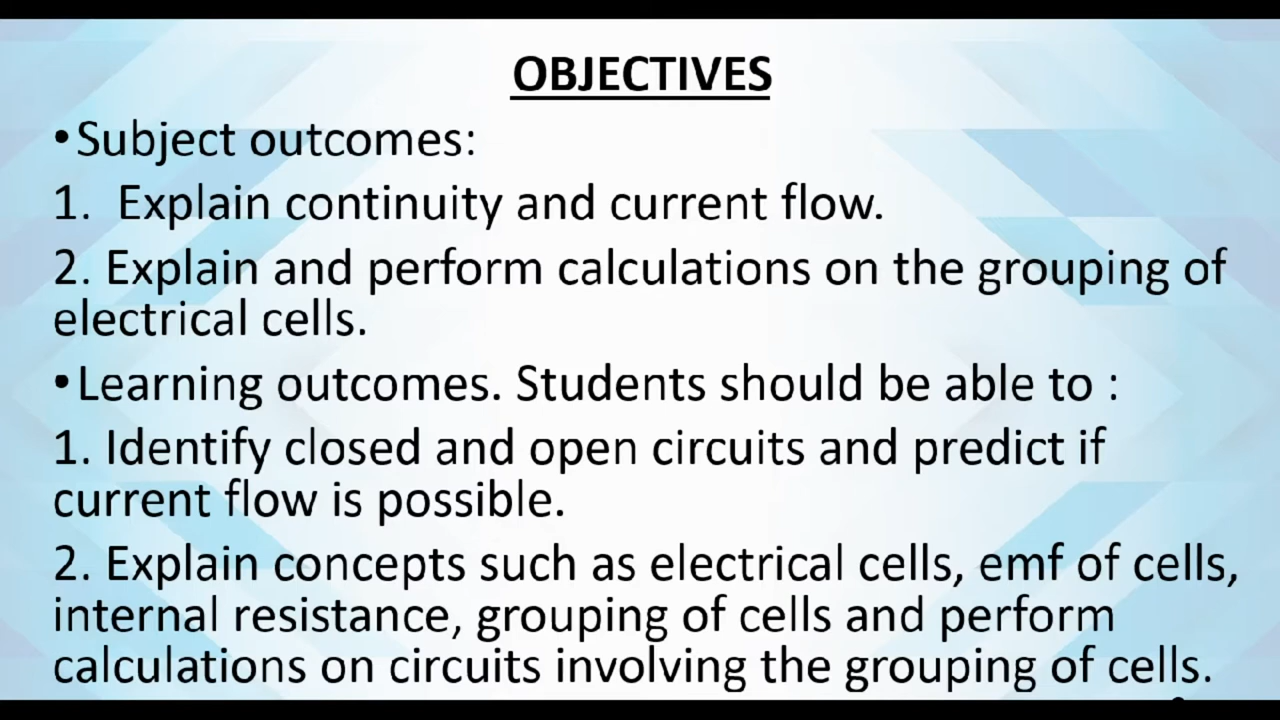 OBJECTIVES
•Subject outcomes:
1. Explain continuity and current flow.
2. Explain and perform calculations on the grouping of
electrical cells.
•Learning outcomes. Students should be able to :
1. Identify closed and open circuits and predict if
current flow is possible.
2. Explain concepts such as electrical cells, emf of cells,
internal resistance, grouping of cells and perform
calculations on circuits involving the grouping of cells.